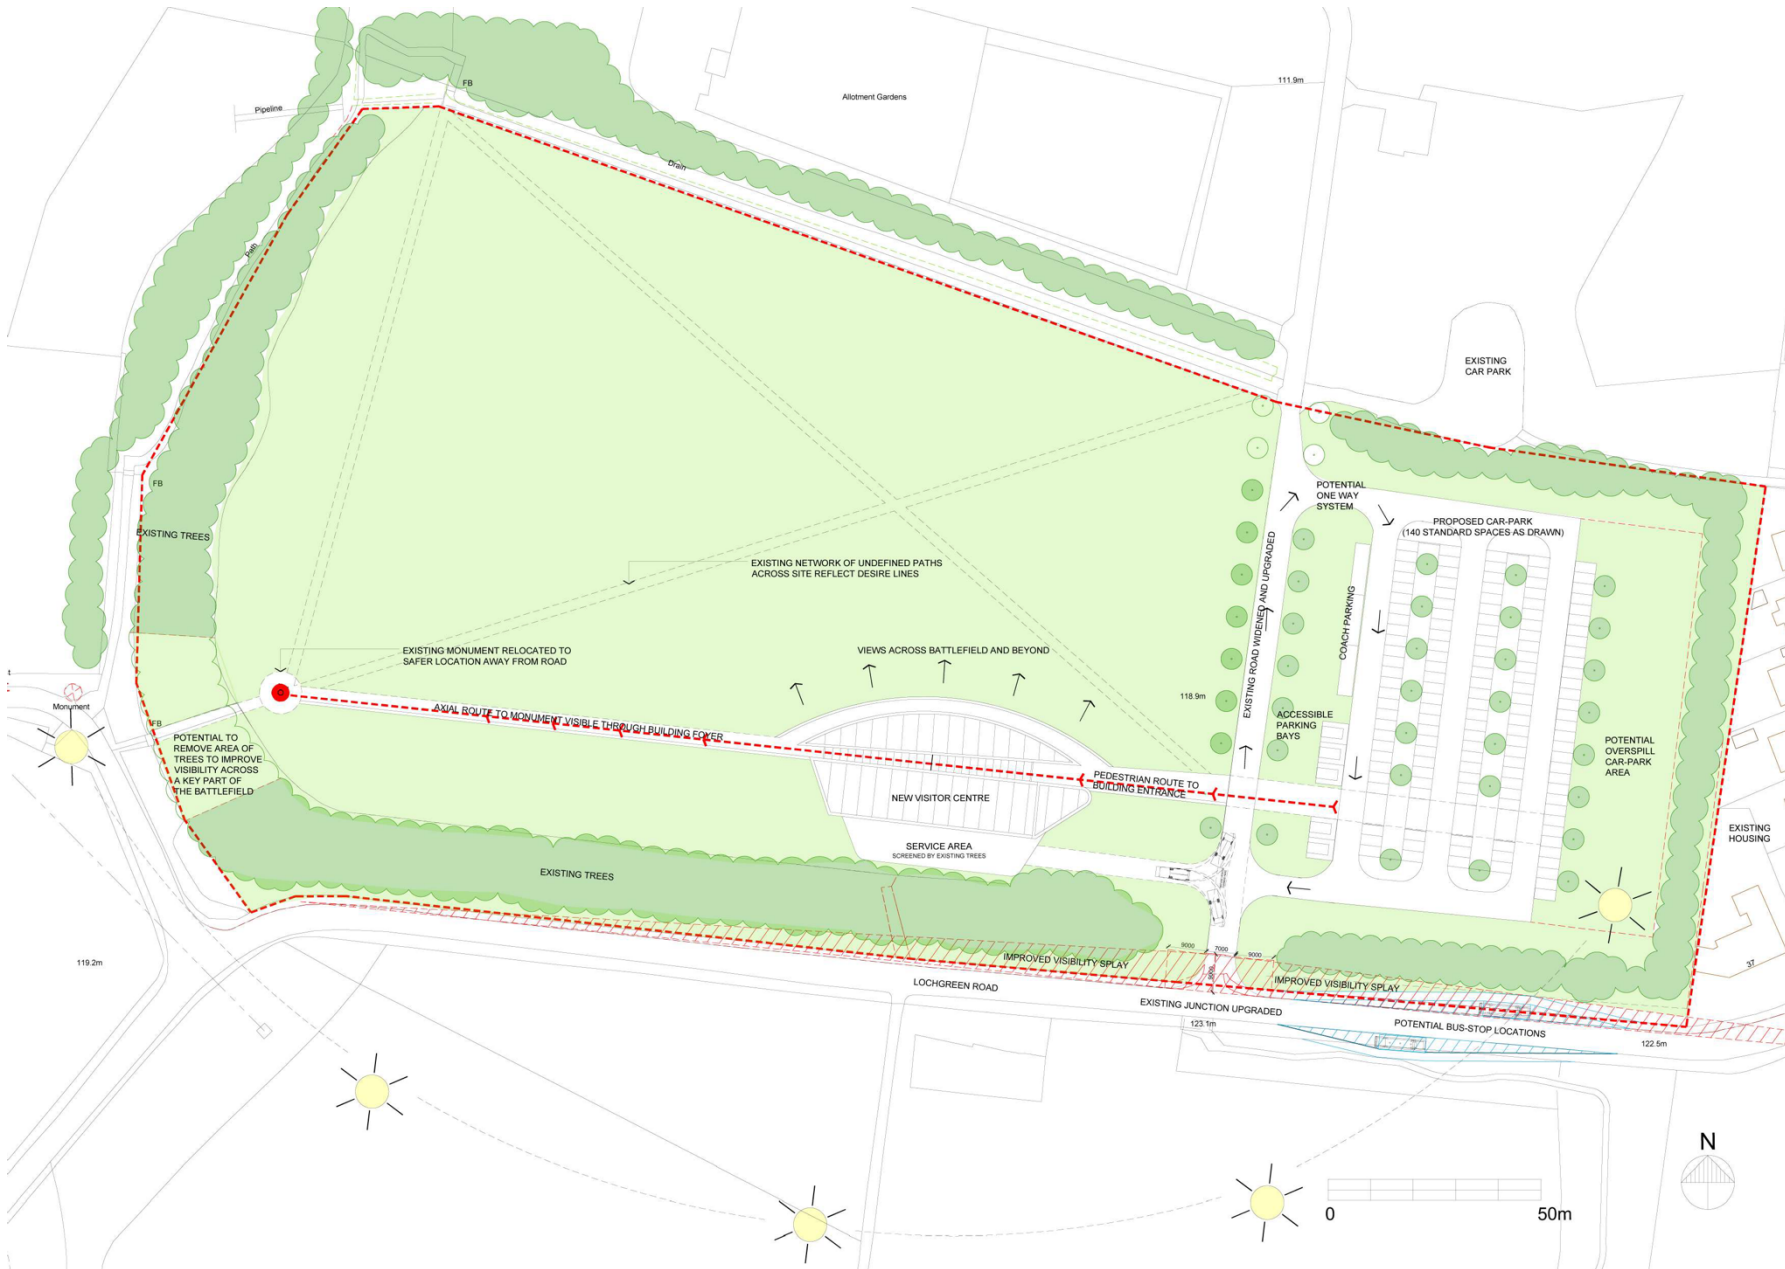 FB
Pipeline
Allotment Gardens
111.9m
Drain
Path
EXISTING
CAR PARK
FB
EXISTING TREES
POTENTIAL
ONE WAY
SYSTEM
PROPOSED CAR-PARK
(140 STANDARD SPACES AS DRAWN)
EXISTING NETWORK OF UNDEFINED PATHS
ACROSS SITE REFLECT DESIRE LINES
EXISTING ROAD WIDENED AND UPGRADED
COACH PARKING
EXISTING MONUMENT RELOCATED TO
SAFER LOCATION AWAY FROM ROAD
VIEWS ACROSS BATTLEFIELD AND BEYOND
118.9m
Monument
FB
AXIAL ROUTE TO MONUMENT VISIBLE THROUGH BUILDING FOYER
ACCESSIBLE
PARKING
BAYS
POTENTIAL TO
REMOVE AREA OF
TREES TO IMPROVE
VISIBILITY ACROSS
A KEY PART OF
THE BATTLEFIELD
POTENTIAL
OVERSPILL
CAR-PARK
AREA
PEDESTRIAN ROUTE TO
BUILDING ENTRANCE
NEW VISITOR CENTRE
EXISTING
HOUSING
SERVICE AREA
SCREENED BY EXISTING TREES
EXISTING TREES
9000
7000
9000
9000
IMPROVED VISIBILITY SPLAY
IMPROVED VISIBILITY SPLAY
119.2m
37
LOCHGREEN ROAD
EXISTING JUNCTION UPGRADED
123.1m
POTENTIAL BUS-STOP LOCATIONS
122.5m
N
0
50m